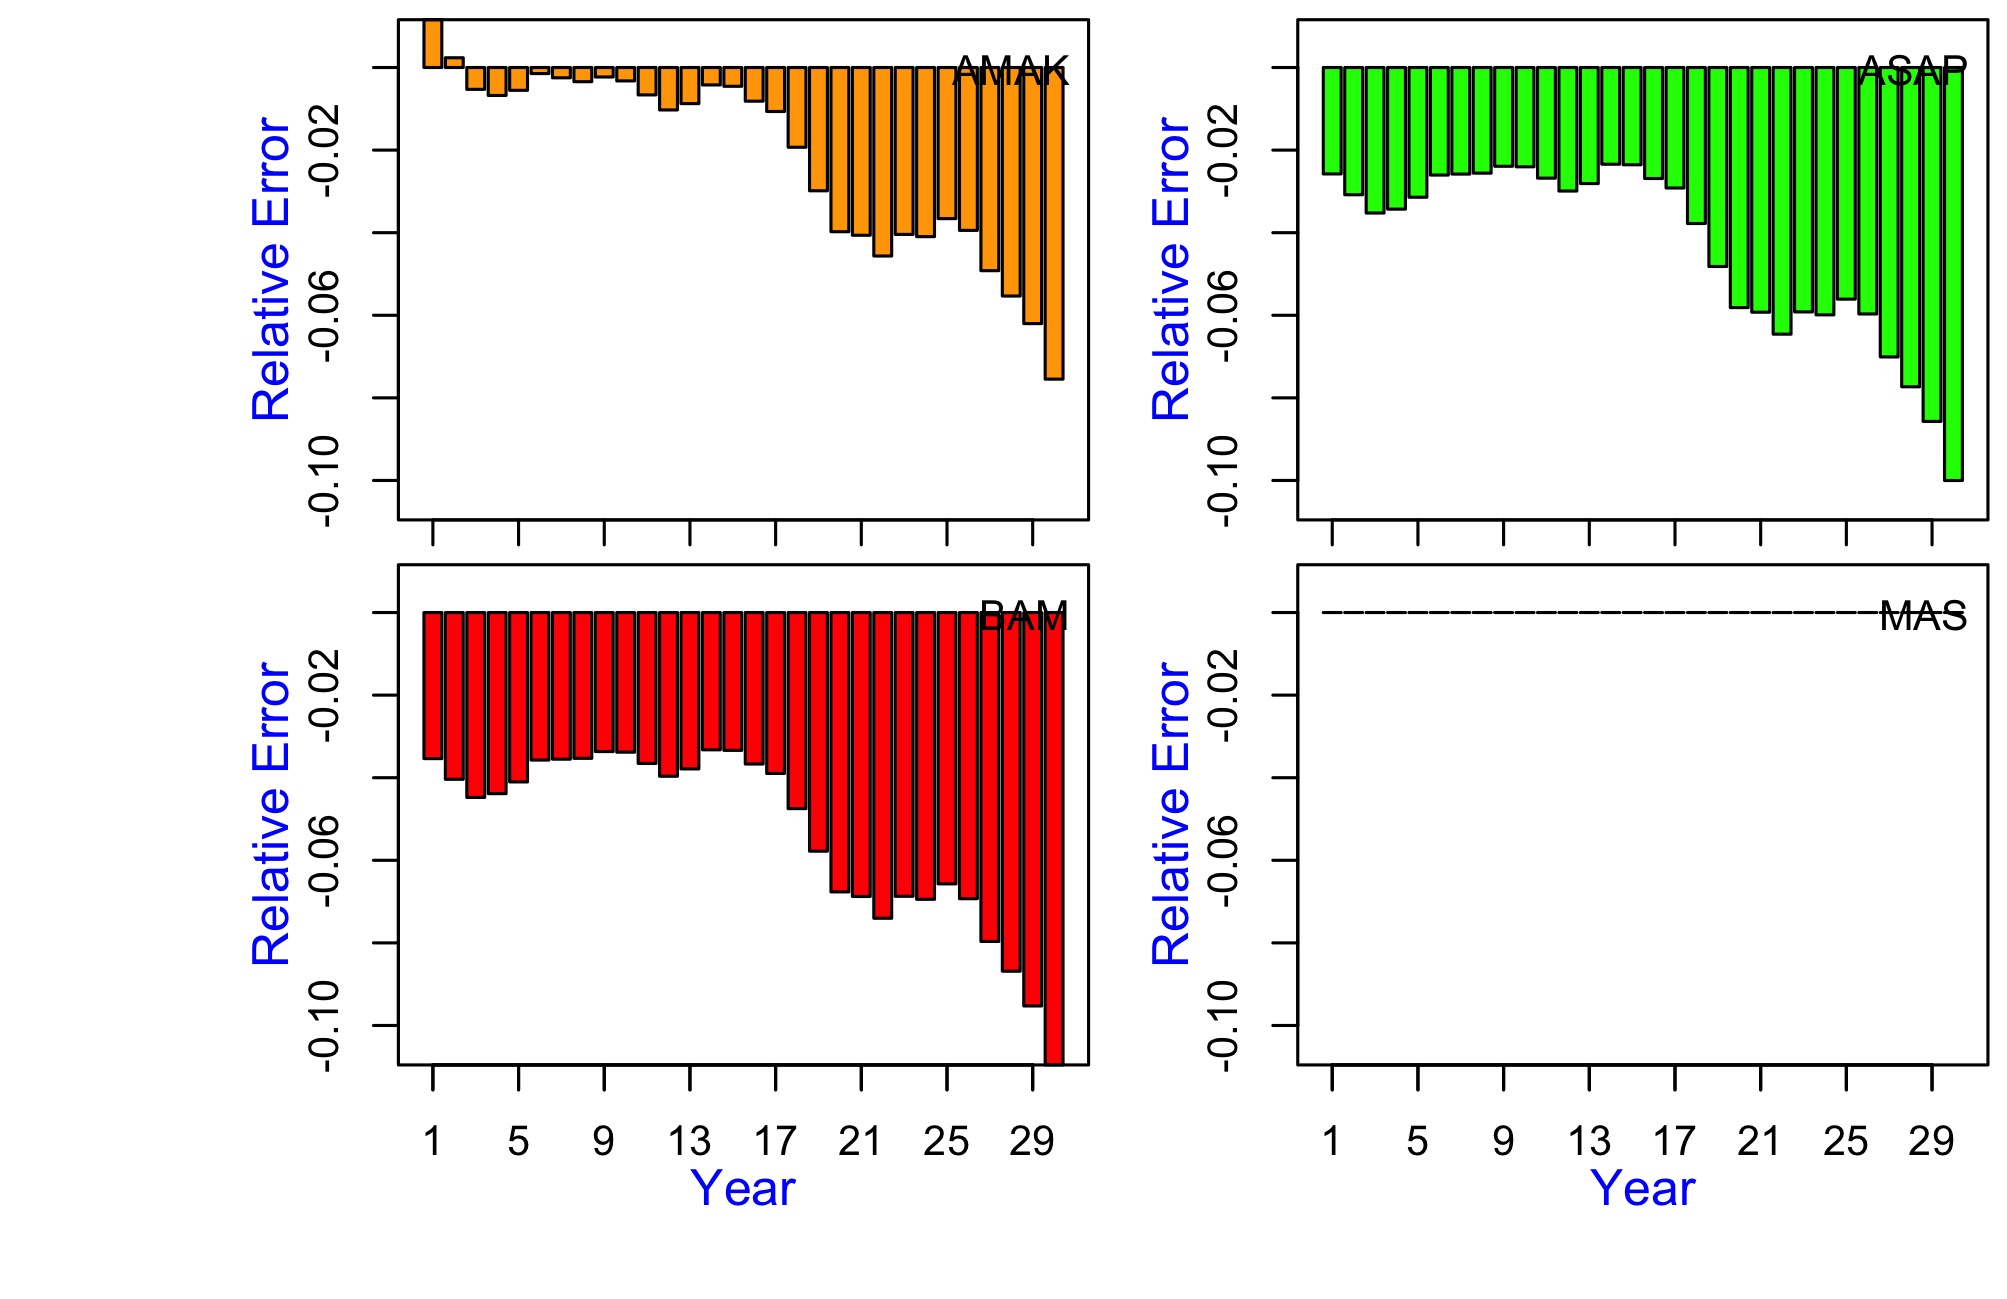 AMAK
Relative Error
-0.02
-0.06
-0.10
ASAP
Relative Error
-0.02
-0.06
-0.10
BAM
Relative Error
-0.02
-0.06
-0.10
1 5 9 13 17 21 25 29
Year
MAS
Relative Error
-0.02
-0.06
-0.10
1 5 9 13 17 21 25 29
Year